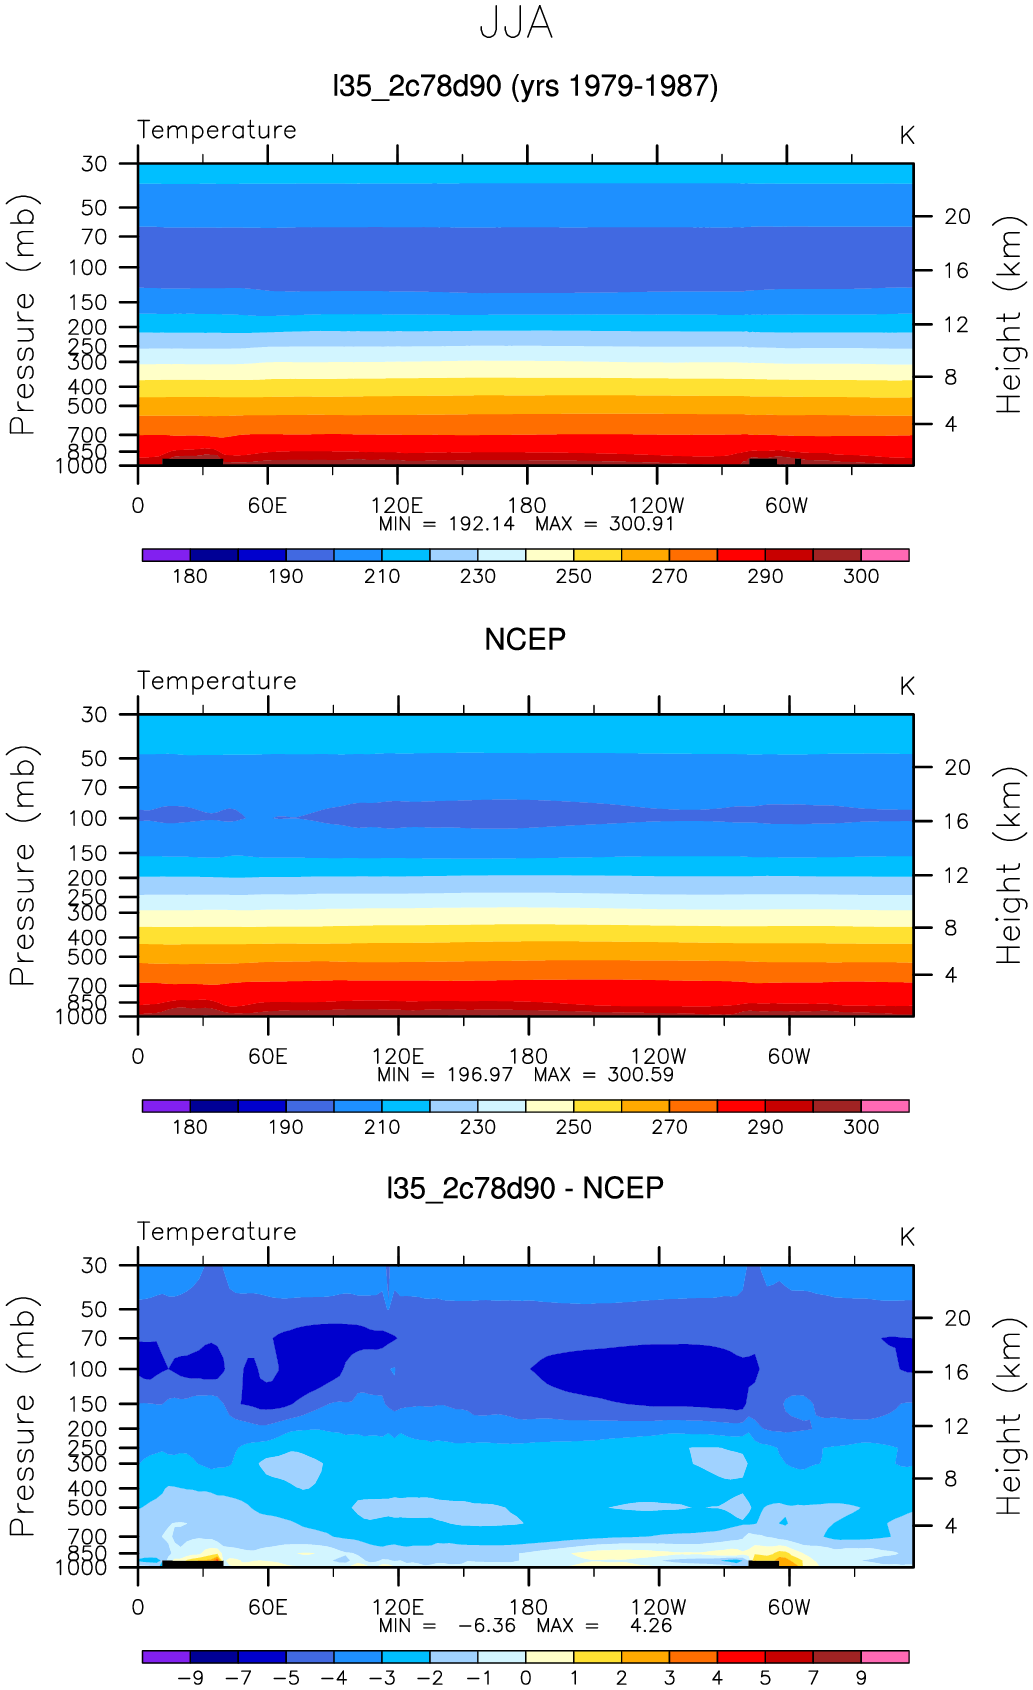 JJA
l35_2c78d90 (yrs 1979-1987)
Temperature K
30
50
70
100
150
200
250
300
400
500
700
850
1000
Pressure (mb)
20
16
12
8
4
Height (km)
0 60E 120E 180 120W 60W
MIN = 192.14 MAX = 300.91
180 190 210 230 250 270 290 300
NCEP
Temperature K
30
50
70
100
150
200
250
300
400
500
700
850
1000
Pressure (mb)
20
16
12
8
4
Height (km)
0 60E 120E 180 120W 60W
MIN = 196.97 MAX = 300.59
180 190 210 230 250 270 290 300
l35_2c78d90 - NCEP
Temperature K
30
50
70
100
150
200
250
300
400
500
700
850
1000
Pressure (mb)
20
16
12
8
4
Height (km)
0 60E 120E 180 120W 60W
MIN = -6.36 MAX = 4.26
-9 -7 -5 -4 -3 -2 -1 0 1 2 3 4 5 7 9